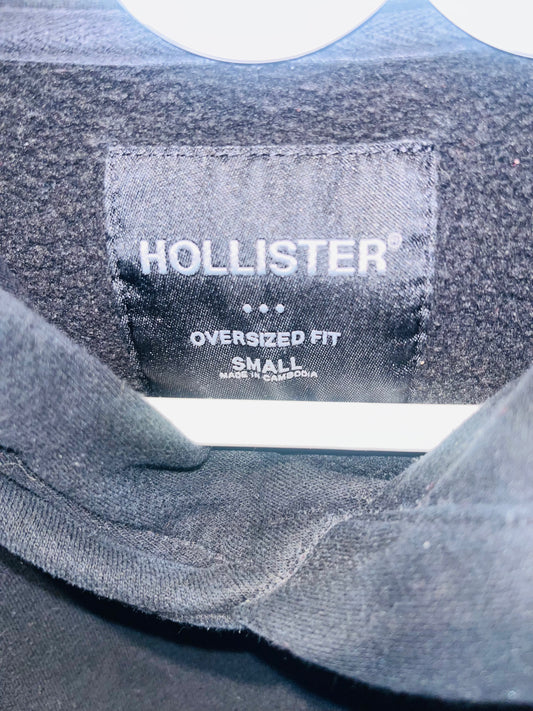 HOLLISTER®
OVERSIZED FIT
SMALL
MADE IN CAMBODIA